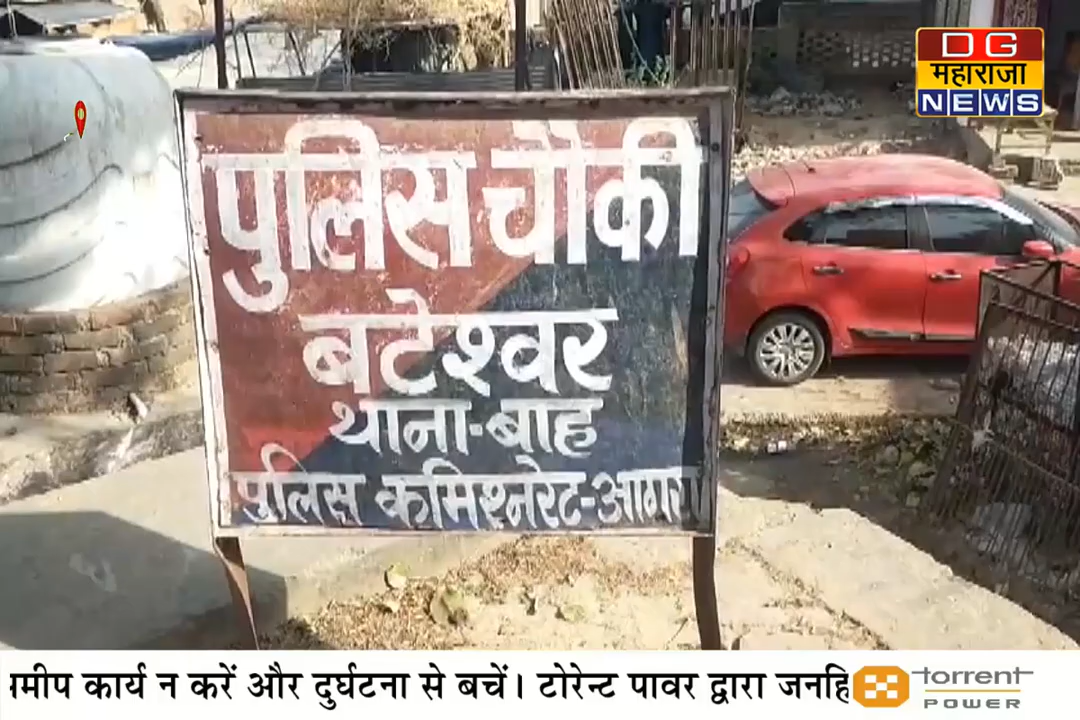 DG
महाराजा
NEWS
पुलिस चौकी
बटेश्वर
थाना-बाह
पुलिस कमिश्नरेट-आगरा
मीप कार्य न करें और दुर्घटना से बचें। टोरेन्ट पावर द्वारा जनहि
torrent
POWER